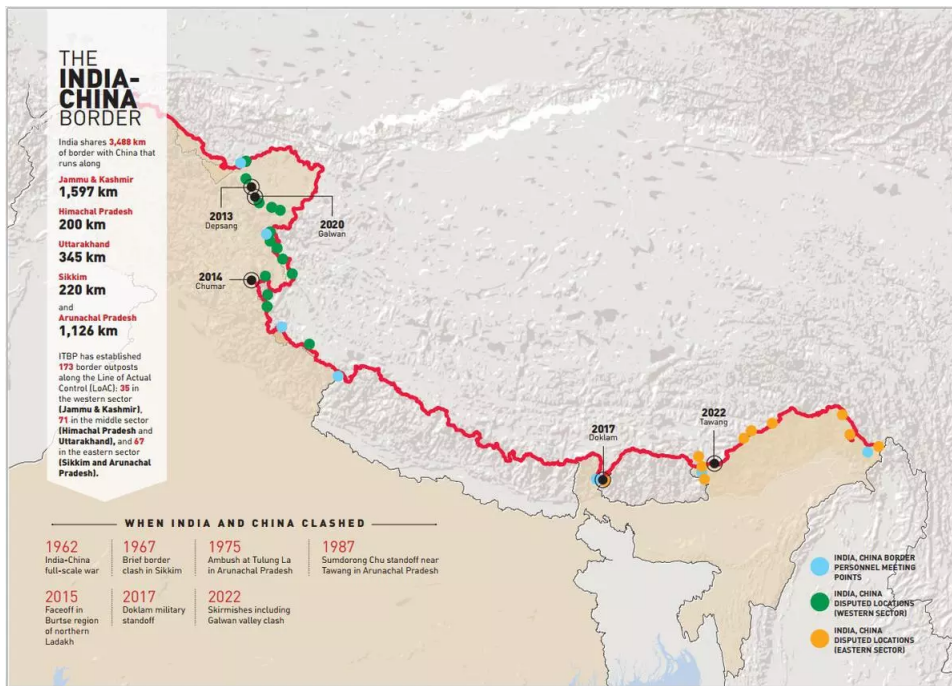 THE
INDIA-
CHINA
BORDER
India shares 3,488 km
of border with China that
runs along
Jammu & Kashmir
1,597 km
Himachal Pradesh
200 km
Uttarakhand
345 km
Sikkim
220 km
and
Arunachal Pradesh
1,126 km
ITBP has established
173 border outposts
along the Line of Actual
Control (LoAC): 35 in
the western sector
(Jammu & Kashmir),
71 in the middle sector
(Himachal Pradesh and
Uttarakhand), and 67
in the eastern sector
(Sikkim and Arunachal
Pradesh).
2013
Depsang
2020
Galwan
2014
Chumar
2017
Doklam
2022
Tawang
WHEN INDIA AND CHINA CLASHED
1962
India-China
full-scale war
1967
Brief border
clash in Sikkim
1975
Ambush at Tulung La
in Arunachal Pradesh
1987
Sumdorong Chu standoff near
Tawang in Arunachal Pradesh
2015
Faceoff in
Burtse region
of northern
Ladakh
2017
Doklam military
standoff
2022
Skirmishes including
Galwan valley clash
INDIA, CHINA BORDER
PERSONNEL MEETING
POINTS
INDIA, CHINA
DISPUTED LOCATIONS
(WESTERN SECTOR)
INDIA, CHINA
DISPUTED LOCATIONS
(EASTERN SECTOR)